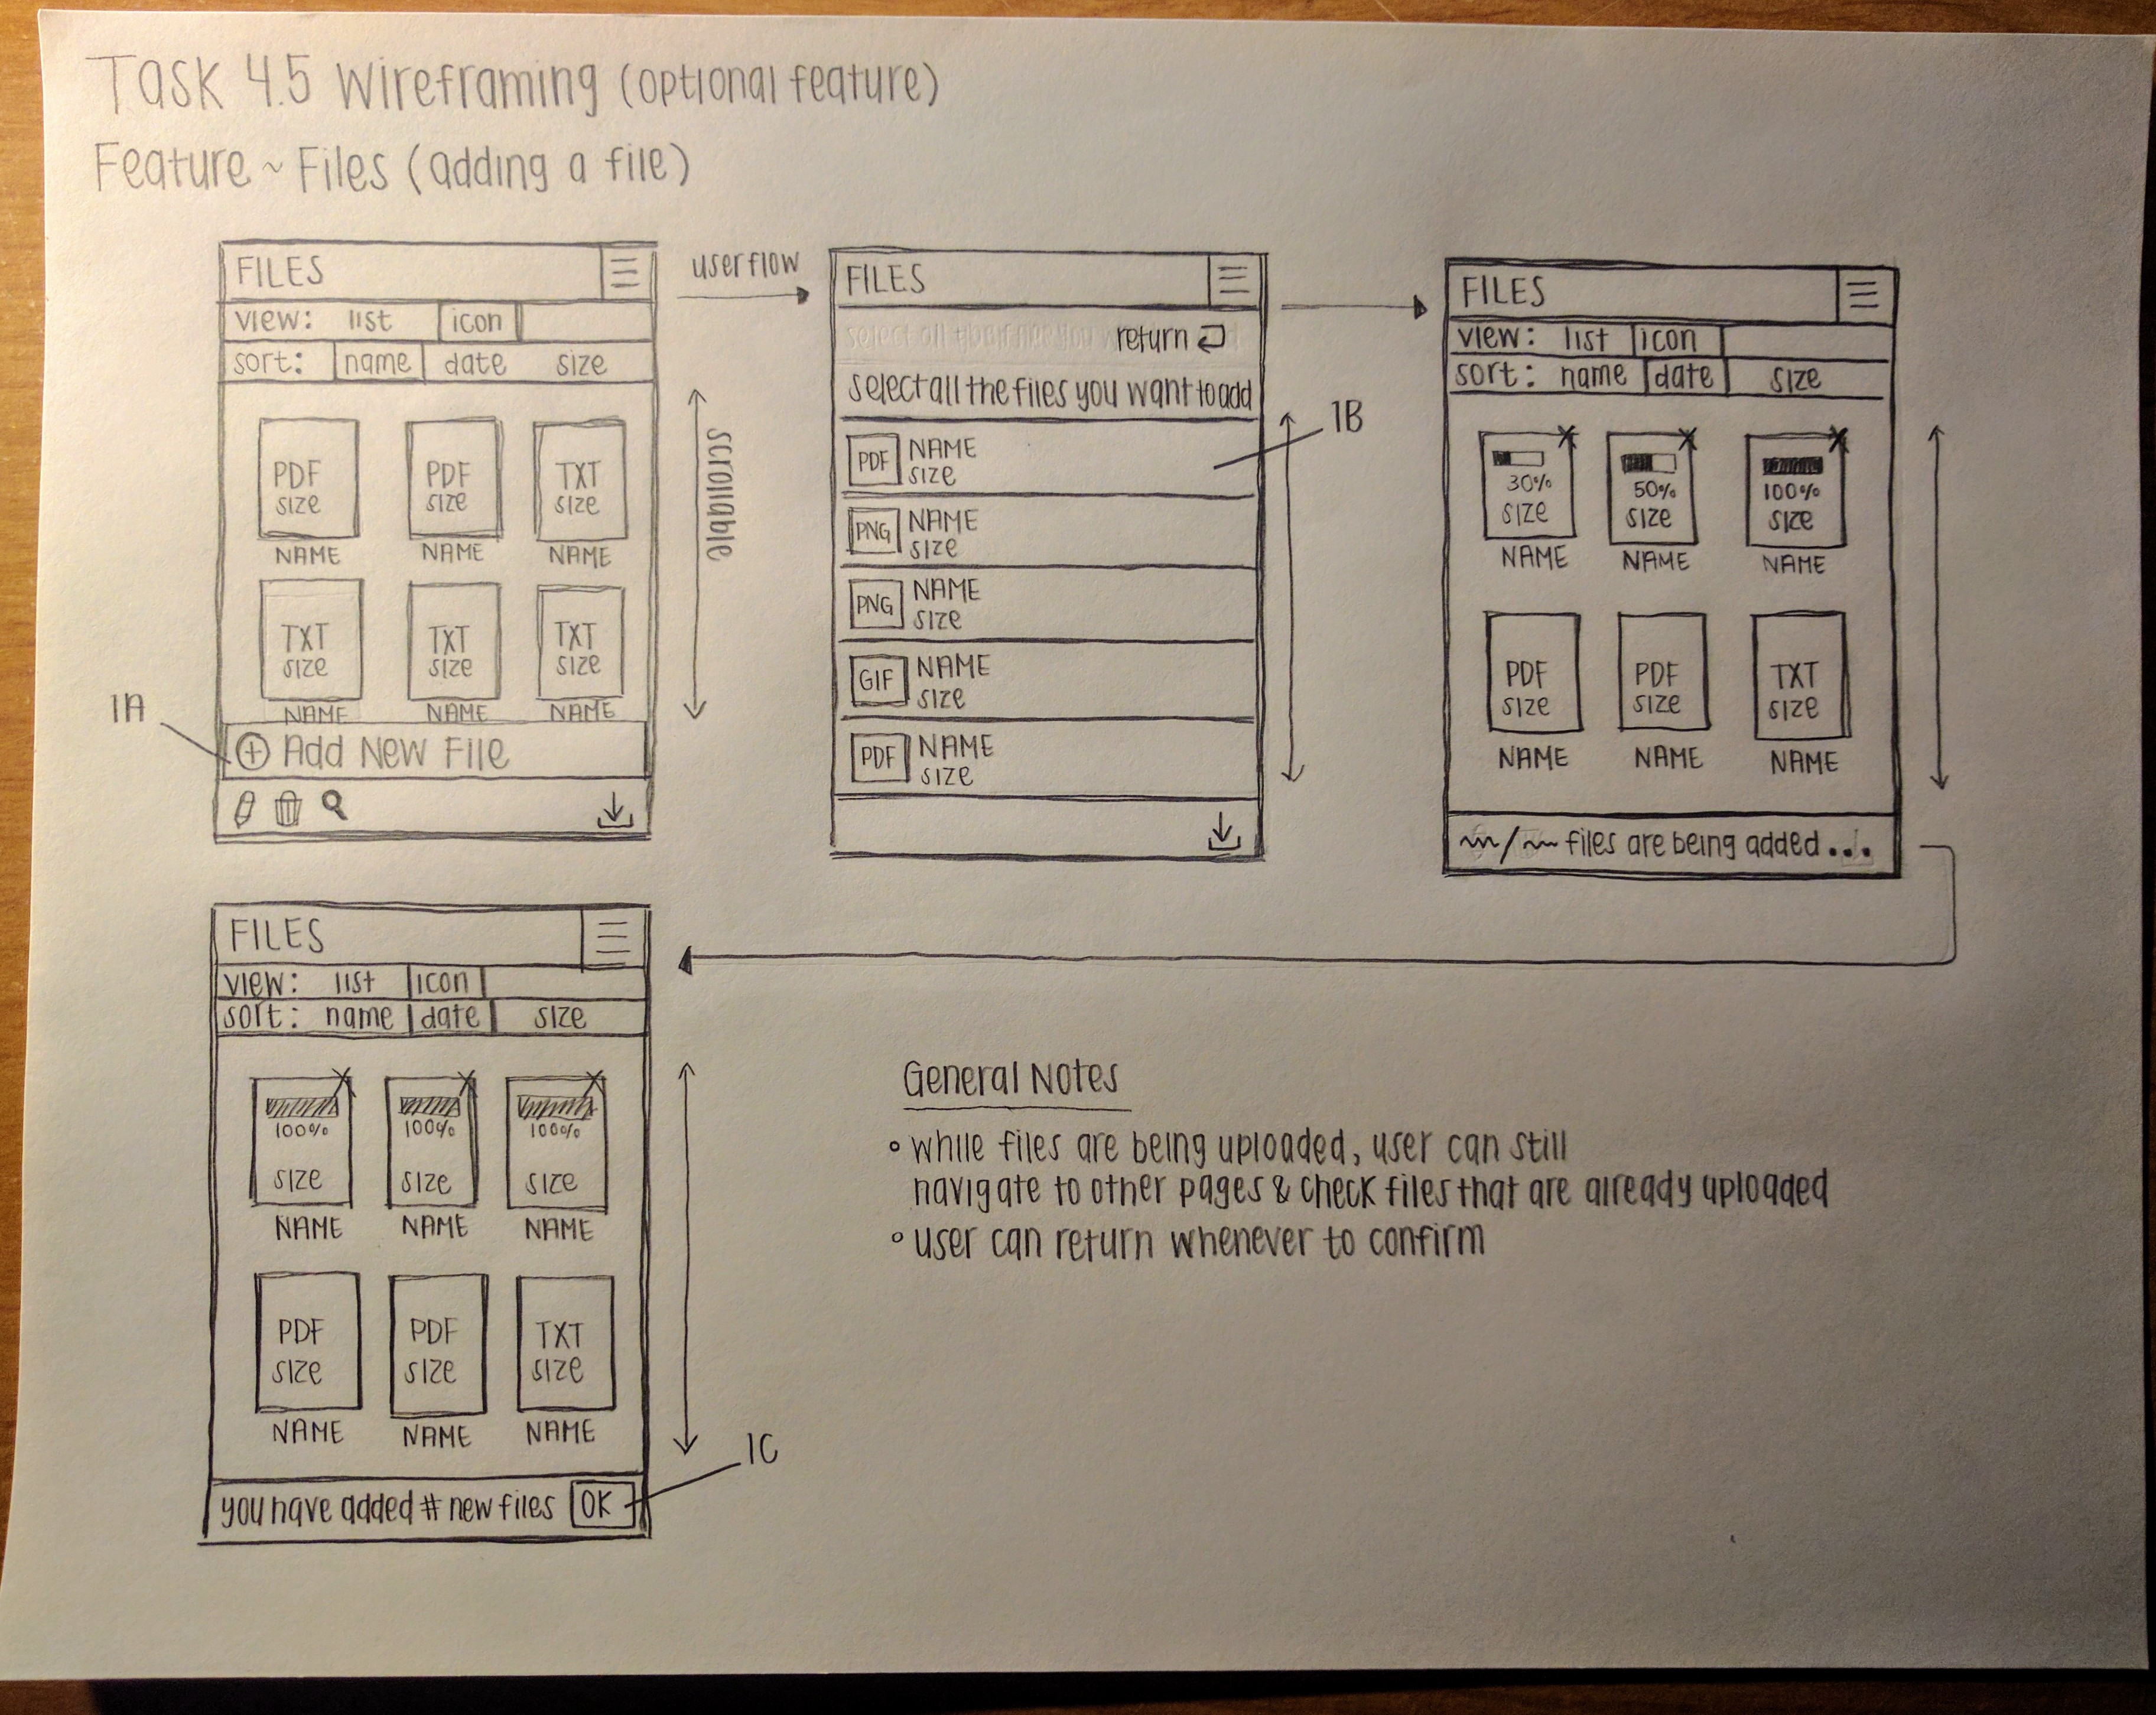 Task 4.5 Wireframing (optional feature)
Feature ~ Files (adding a file)
FILES
view: list icon
sort: name date size
PDF size PDF size TXT size
NAME NAME NAME
TXT size TXT size TXT size
NAME NAME NAME
1A
+ Add New File
scrollable
userflow
FILES
return
select all the files you want to add
1B
PDF NAME
size
PNG NAME
size
PNG NAME
size
GIF NAME
size
PDF NAME
size
FILES
view: list icon
sort: name date size
30% 50% 100%
size size size
NAME NAME NAME
PDF PDF TXT
size size size
NAME NAME NAME
/ files are being added...
FILES
view: list icon
sort: name date size
100% 100% 100%
size size size
NAME NAME NAME
PDF PDF TXT
size size size
NAME NAME NAME
you have added # new files OK
1C
General Notes
◦ while files are being uploaded, user can still
navigate to other pages & check files that are already uploaded
◦ user can return whenever to confirm